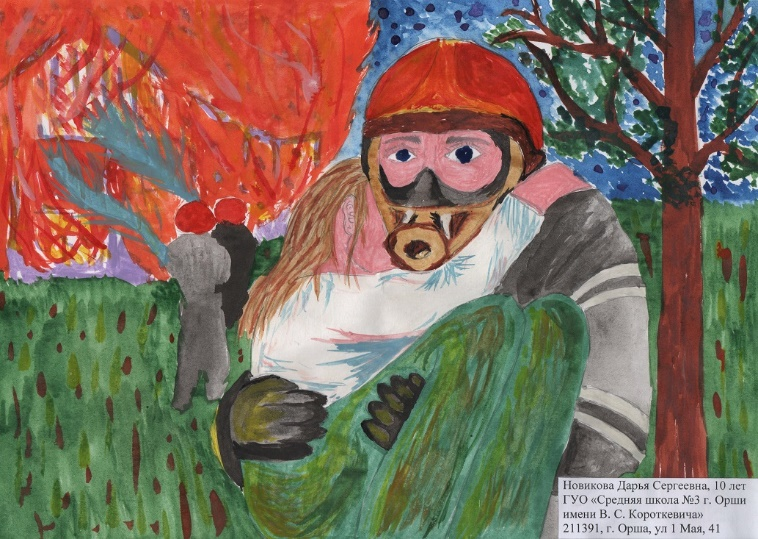 Новикова Дарья Сергеевна, 10 лет
ГУО «Средняя школа №3 г. Орши
имени В. С. Короткевича»
211391, г. Орша, ул 1 Мая, 41